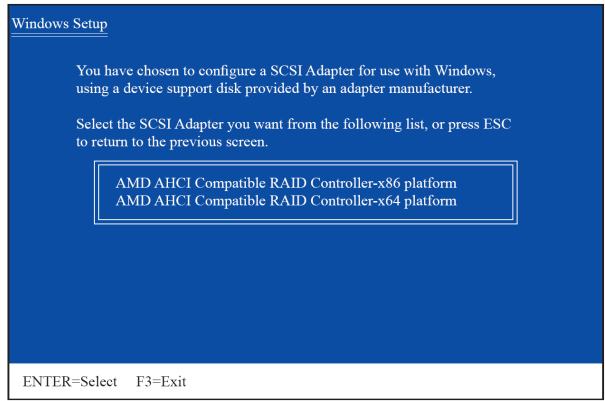 Windows Setup
You have chosen to configure a SCSI Adapter for use with Windows,
using a device support disk provided by an adapter manufacturer.
Select the SCSI Adapter you want from the following list, or press ESC
to return to the previous screen.
AMD AHCI Compatible RAID Controller-x86 platform
AMD AHCI Compatible RAID Controller-x64 platform
ENTER=Select F3=Exit